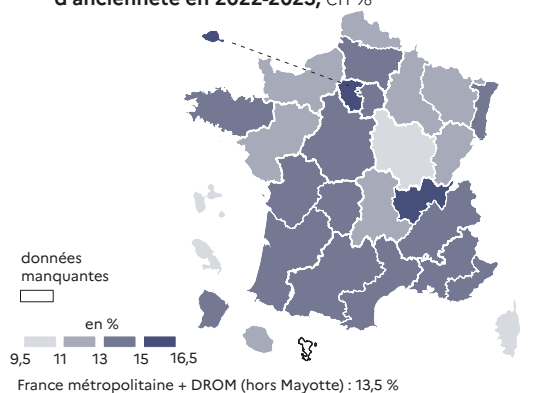 d'ancienneté en 2022-2023, en %
données
manquantes
en %
9,5 11 13 15 16,5
France métropolitaine + DROM (hors Mayotte) : 13,5 %